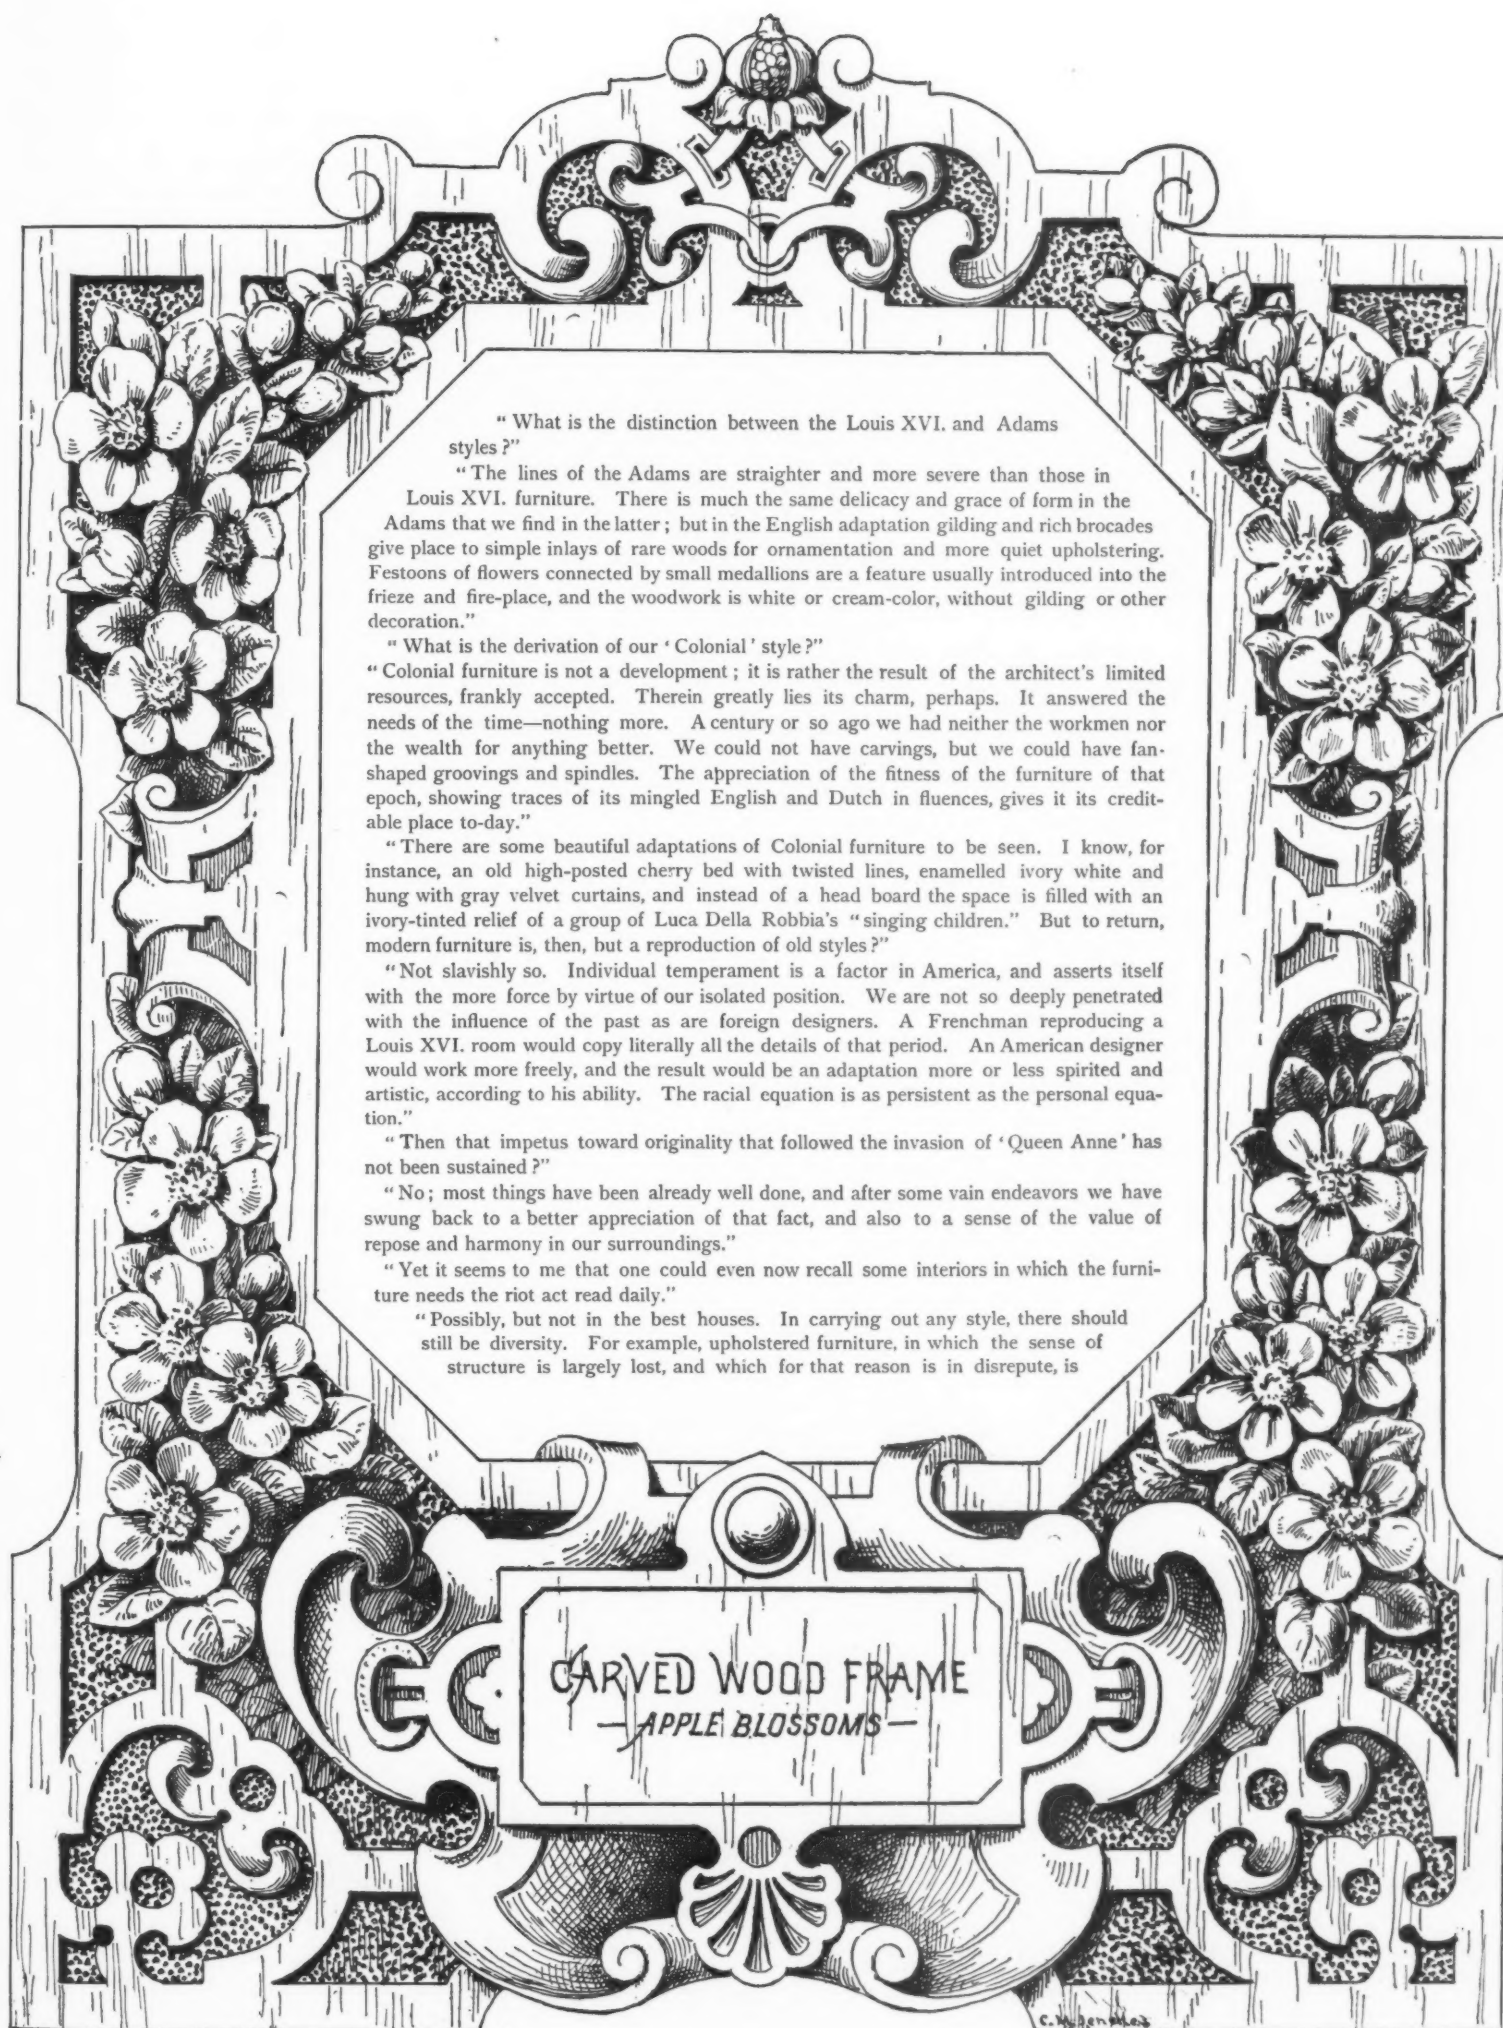 " What is the distinction between the Louis XVI. and Adams
styles ?"
" The lines of the Adams are straighter and more severe than those in
Louis XVI. furniture. There is much the same delicacy and grace of form in the
Adams that we find in the latter ; but in the English adaptation gilding and rich brocades
give place to simple inlays of rare woods for ornamentation and more quiet upholstering.
Festoons of flowers connected by small medallions are a feature usually introduced into the
frieze and fire-place, and the woodwork is white or cream-color, without gilding or other
decoration."
" What is the derivation of our ' Colonial ' style ?"
" Colonial furniture is not a development ; it is rather the result of the architect's limited
resources, frankly accepted. Therein greatly lies its charm, perhaps. It answered the
needs of the time—nothing more. A century or so ago we had neither the workmen nor
the wealth for anything better. We could not have carvings, but we could have fan-
shaped groovings and spindles. The appreciation of the fitness of the furniture of that
epoch, showing traces of its mingled English and Dutch in fluences, gives it its credit-
able place to-day."
" There are some beautiful adaptations of Colonial furniture to be seen. I know, for
instance, an old high-posted cherry bed with twisted lines, enamelled ivory white and
hung with gray velvet curtains, and instead of a head board the space is filled with an
ivory-tinted relief of a group of Luca Della Robbia's " singing children." But to return,
modern furniture is, then, but a reproduction of old styles ?"
" Not slavishly so. Individual temperament is a factor in America, and asserts itself
with the more force by virtue of our isolated position. We are not so deeply penetrated
with the influence of the past as are foreign designers. A Frenchman reproducing a
Louis XVI. room would copy literally all the details of that period. An American designer
would work more freely, and the result would be an adaptation more or less spirited and
artistic, according to his ability. The racial equation is as persistent as the personal equa-
tion."
" Then that impetus toward originality that followed the invasion of ' Queen Anne ' has
not been sustained ?"
" No ; most things have been already well done, and after some vain endeavors we have
swung back to a better appreciation of that fact, and also to a sense of the value of
repose and harmony in our surroundings."
" Yet it seems to me that one could even now recall some interiors in which the furni-
ture needs the riot act read daily."
" Possibly, but not in the best houses. In carrying out any style, there should
still be diversity. For example, upholstered furniture, in which the sense of
structure is largely lost, and which for that reason is in disrepute, is
CARVED WOOD FRAME
— APPLE BLOSSOMS —
C. M. Jenckes